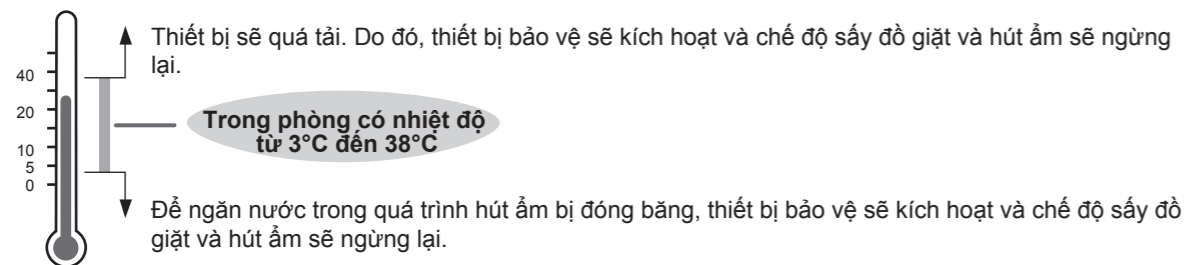 Thiết bị sẽ quá tải. Do đó, thiết bị bảo vệ sẽ kích hoạt và chế độ sấy đồ giặt và hút ẩm sẽ ngừng
lại.
40
20
10
5
0
Trong phòng có nhiệt độ
từ 3°C đến 38°C
Để ngăn nước trong quá trình hút ẩm bị đóng băng, thiết bị bảo vệ sẽ kích hoạt và chế độ sấy đồ
giặt và hút ẩm sẽ ngừng lại.